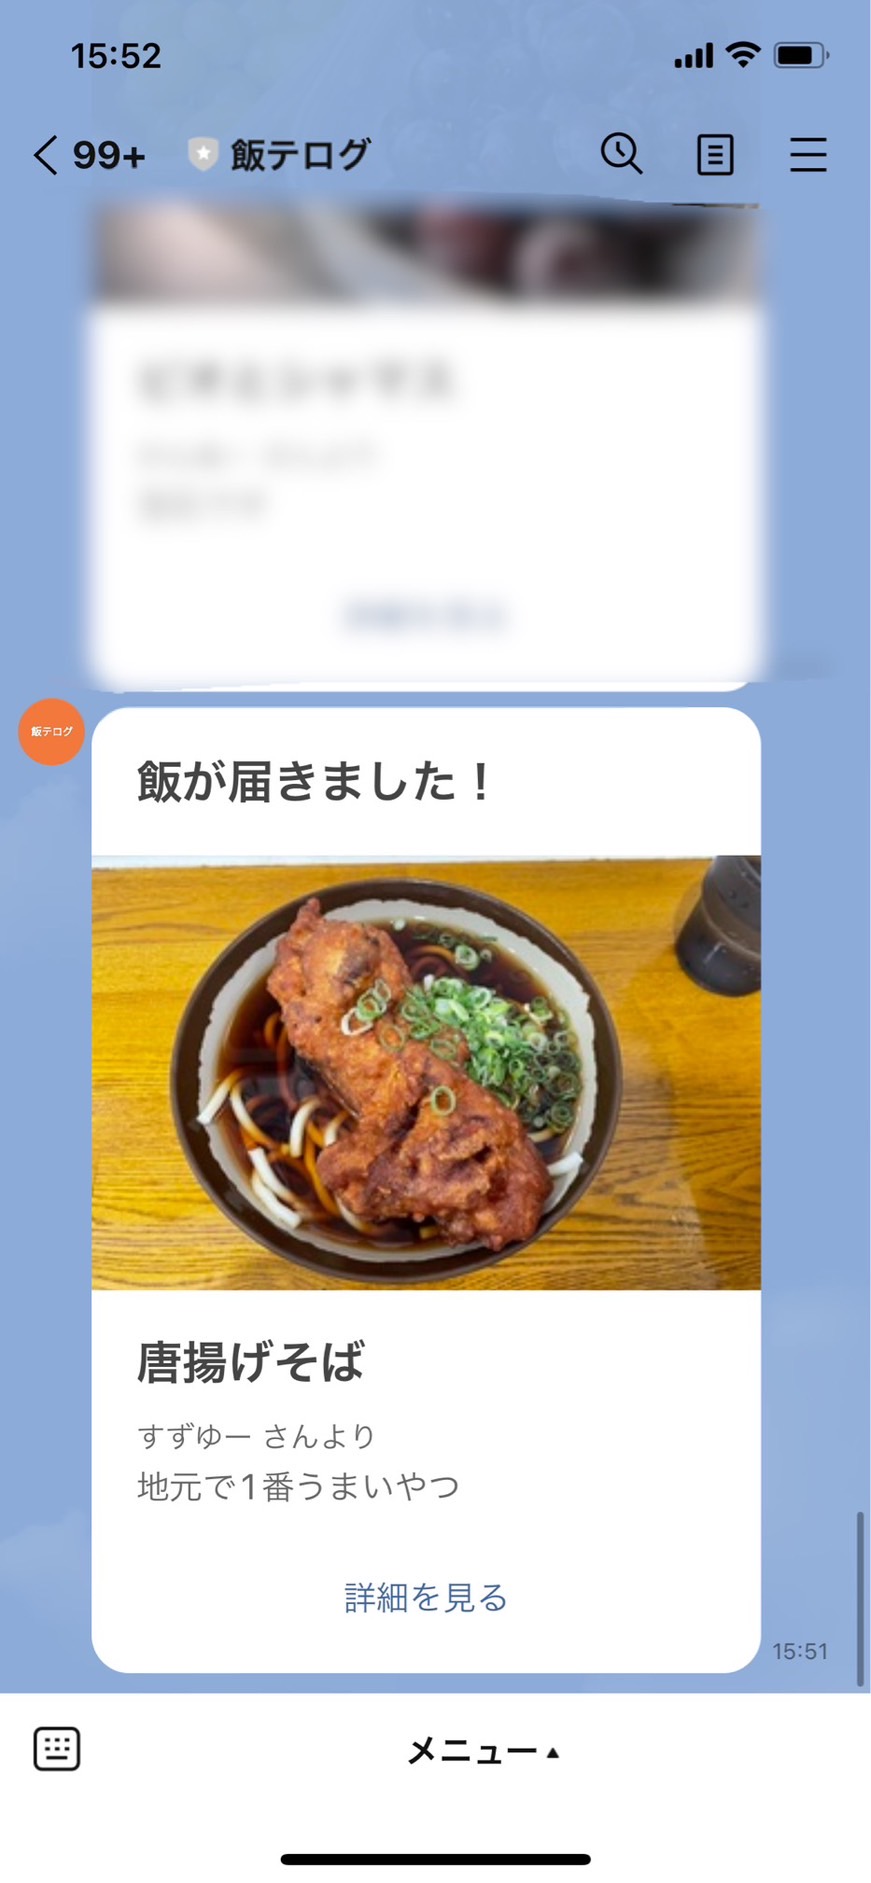 15:52
99+ 飯テログ
飯テログ
飯が届きました！
唐揚げそば
すずゆー さんより
地元で1番うまいやつ
詳細を見る
15:51
メニュー▲